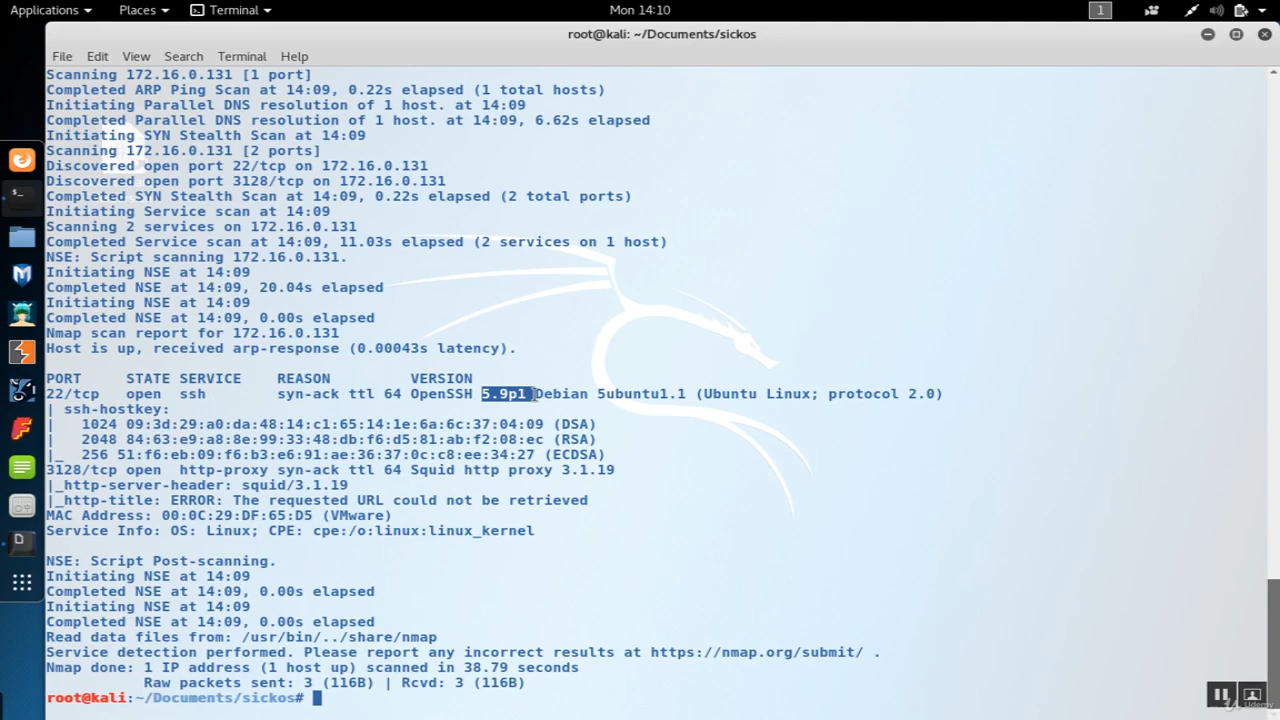 Applications Places Terminal Mon 14:10 1
root@kali: ~/Documents/sickos
File Edit View Search Terminal Help
Scanning 172.16.0.131 [1 port]
Completed ARP Ping Scan at 14:09, 0.22s elapsed (1 total hosts)
Initiating Parallel DNS resolution of 1 host. at 14:09
Completed Parallel DNS resolution of 1 host. at 14:09, 6.62s elapsed
Initiating SYN Stealth Scan at 14:09
Scanning 172.16.0.131 [2 ports]
Discovered open port 22/tcp on 172.16.0.131
Discovered open port 3128/tcp on 172.16.0.131
Completed SYN Stealth Scan at 14:09, 0.22s elapsed (2 total ports)
Initiating Service scan at 14:09
Scanning 2 services on 172.16.0.131
Completed Service scan at 14:09, 11.03s elapsed (2 services on 1 host)
NSE: Script scanning 172.16.0.131.
Initiating NSE at 14:09
Completed NSE at 14:09, 20.04s elapsed
Initiating NSE at 14:09
Completed NSE at 14:09, 0.00s elapsed
Nmap scan report for 172.16.0.131
Host is up, received arp-response (0.00043s latency).
PORT STATE SERVICE REASON VERSION
22/tcp open ssh syn-ack ttl 64 OpenSSH 5.9p1 Debian 5ubuntu1.1 (Ubuntu Linux; protocol 2.0)
| ssh-hostkey:
| 1024 09:3d:29:a0:da:48:14:c1:65:14:1e:6a:6c:37:04:09 (DSA)
| 2048 84:63:e9:a8:8e:99:33:48:db:f6:d5:81:ab:f2:08:ec (RSA)
|_ 256 51:f6:eb:09:f6:b3:e6:91:ae:36:37:0c:c8:ee:34:27 (ECDSA)
3128/tcp open http-proxy syn-ack ttl 64 Squid http proxy 3.1.19
|_http-server-header: squid/3.1.19
|_http-title: ERROR: The requested URL could not be retrieved
MAC Address: 00:0C:29:DF:65:D5 (VMware)
Service Info: OS: Linux; CPE: cpe:/o:linux:linux_kernel
NSE: Script Post-scanning.
Initiating NSE at 14:09
Completed NSE at 14:09, 0.00s elapsed
Initiating NSE at 14:09
Completed NSE at 14:09, 0.00s elapsed
Read data files from: /usr/bin/../share/nmap
Service detection performed. Please report any incorrect results at https://nmap.org/submit/ .
Nmap done: 1 IP address (1 host up) scanned in 38.79 seconds
Raw packets sent: 3 (116B) | Rcvd: 3 (116B)
root@kali:~/Documents/sickos#
Udemy